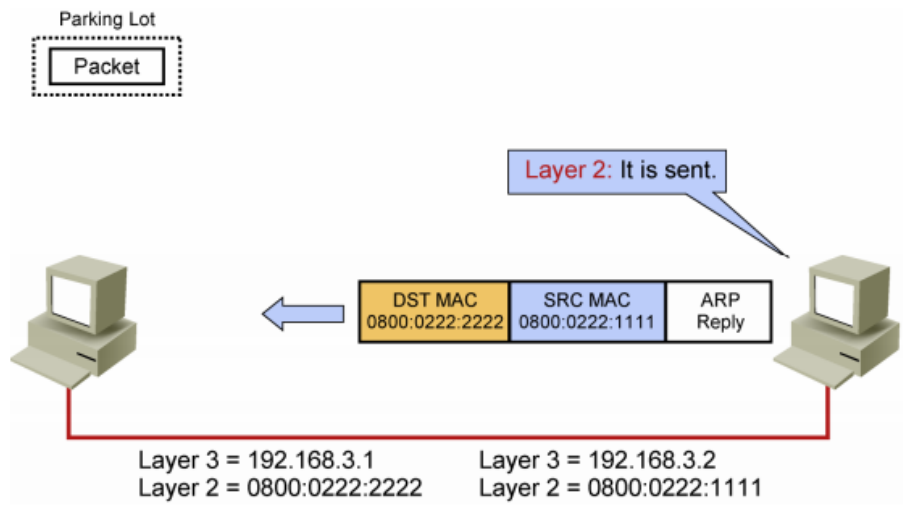 Parking Lot
Packet
Layer 2: It is sent.
DST MAC
0800:0222:2222
SRC MAC
0800:0222:1111
ARP
Reply
Layer 3 = 192.168.3.1
Layer 2 = 0800:0222:2222
Layer 3 = 192.168.3.2
Layer 2 = 0800:0222:1111